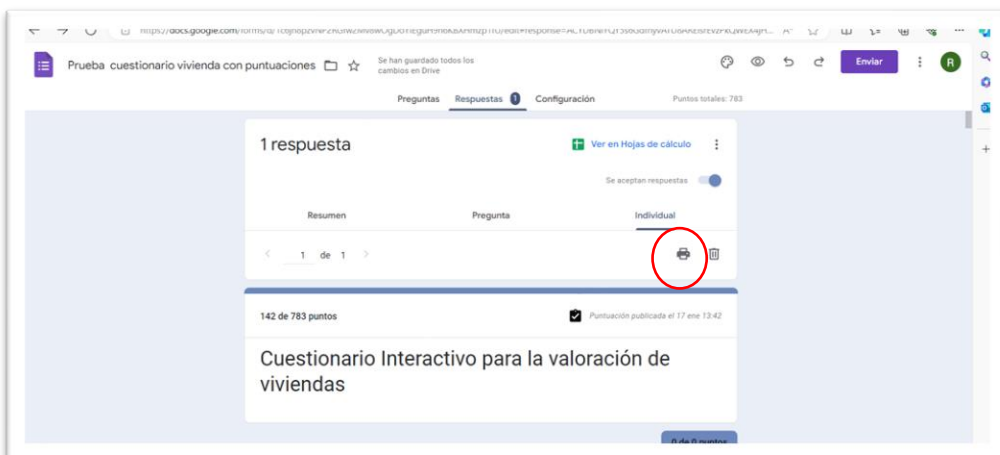 Prueba cuestionario vivienda con puntuaciones
Se han guardado todos los
cambios en Drive
Enviar
R
Preguntas Respuestas 1 Configuración Puntos totales: 783
1 respuesta
Ver en Hojas de cálculo
Se aceptan respuestas
Resumen Pregunta Individual
1 de 1
142 de 783 puntos
Puntuación publicada el 17 ene 13:42
Cuestionario Interactivo para la valoración de
viviendas
0 de 0 puntos